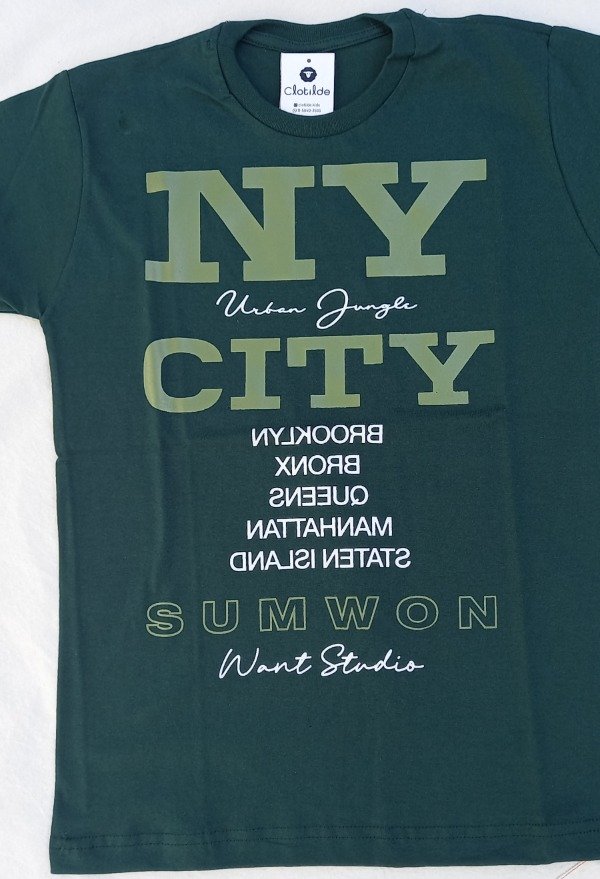 Clotilde
NY
Urban Jungle
CITY
BROOKLYN
BRONX
QUEENS
MANHATTAN
STATEN ISLAND
SUMWON
Want Studio